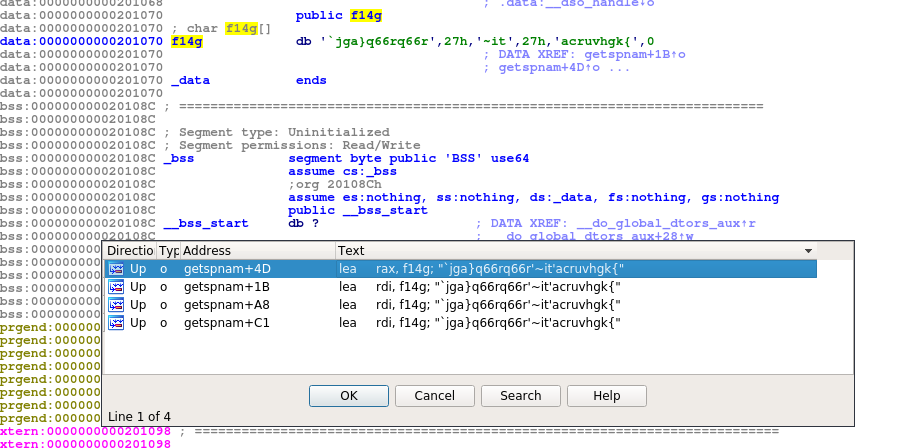 data:0000000000201068 ; .data:__dso_handle↓o
data:0000000000201070 public f14g
data:0000000000201070 ; char f14g[]
data:0000000000201070 f14g db '`jga}q66rq66r',27h,'~it',27h,'acruvhgk{',0
data:0000000000201070 ; DATA XREF: getspnam+1B↑o
data:0000000000201070 ; getspnam+4D↑o ...
data:0000000000201070 _data ends
data:0000000000201070
bss:000000000020108C ; ===========================================================================
bss:000000000020108C
bss:000000000020108C ; Segment type: Uninitialized
bss:000000000020108C ; Segment permissions: Read/Write
bss:000000000020108C _bss segment byte public 'BSS' use64
bss:000000000020108C assume cs:_bss
bss:000000000020108C ;org 20108Ch
bss:000000000020108C assume es:nothing, ss:nothing, ds:_data, fs:nothing, gs:nothing
bss:000000000020108C public __bss_start
bss:000000000020108C __bss_start db ? ; DATA XREF: __do_global_dtors_aux↑r
bss:000000000020108C ; __do_global_dtors_aux+28↑w
Directio Typ Address Text
Up o getspnam+4D lea rax, f14g; "`jga}q66rq66r'~it'acruvhgk{"
Up o getspnam+1B lea rdi, f14g; "`jga}q66rq66r'~it'acruvhgk{"
Up o getspnam+A8 lea rdi, f14g; "`jga}q66rq66r'~it'acruvhgk{"
Up o getspnam+C1 lea rdi, f14g; "`jga}q66rq66r'~it'acruvhgk{"
OK Cancel Search Help
Line 1 of 4
bss:000000
bss:000000
bss:000000
bss:000000
bss:000000
bss:000000
prgend:000000
prgend:000000
prgend:000000
prgend:000000
prgend:000000
prgend:000000
prgend:000000
prgend:000000
xtern:0000000000201098 ; ===========================================================================
xtern:0000000000201098